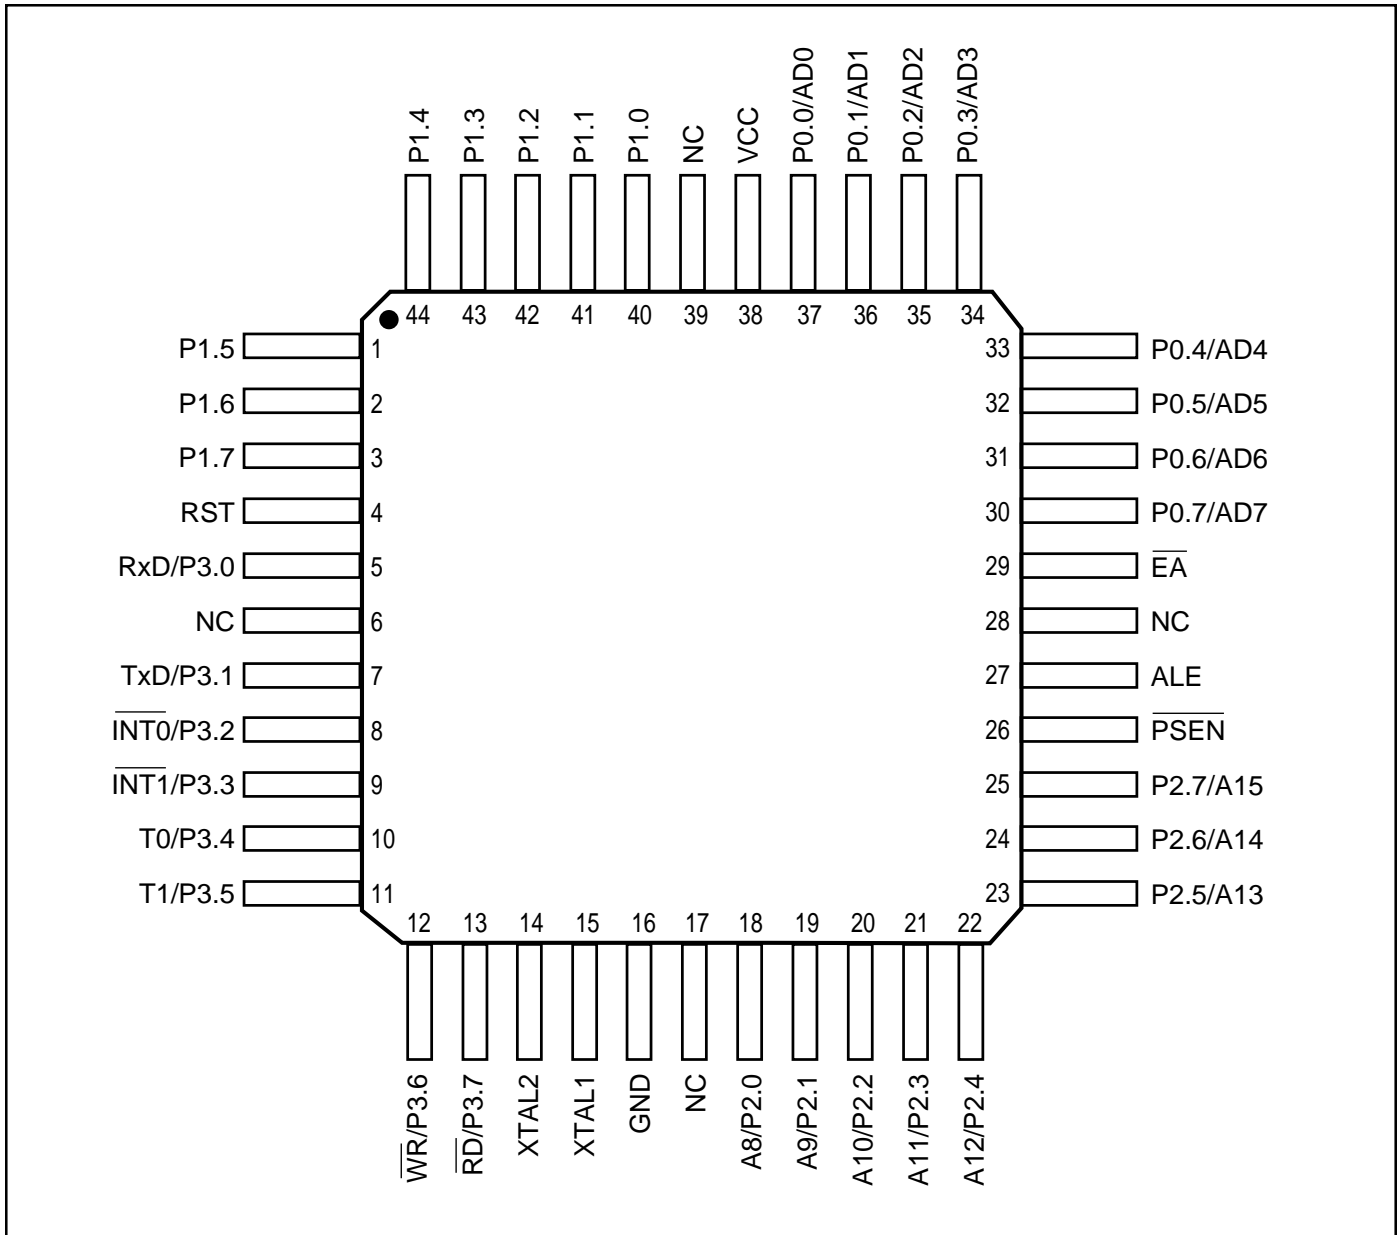 P1.4
P1.3
P1.2
P1.1
P1.0
NC
VCC
P0.0/AD0
P0.1/AD1
P0.2/AD2
P0.3/AD3
44 43 42 41 40 39 38 37 36 35 34
P1.5 1
P1.6 2
P1.7 3
RST 4
RxD/P3.0 5
NC 6
TxD/P3.1 7
I̅N̅T̅0̅/P3.2 8
I̅N̅T̅1̅/P3.3 9
T0/P3.4 10
T1/P3.5 11
33 P0.4/AD4
32 P0.5/AD5
31 P0.6/AD6
30 P0.7/AD7
29 E̅A̅
28 NC
27 ALE
26 P̅S̅E̅N̅
25 P2.7/A15
24 P2.6/A14
23 P2.5/A13
12 13 14 15 16 17 18 19 20 21 22
W̅R̅/P3.6
R̅D̅/P3.7
XTAL2
XTAL1
GND
NC
A8/P2.0
A9/P2.1
A10/P2.2
A11/P2.3
A12/P2.4